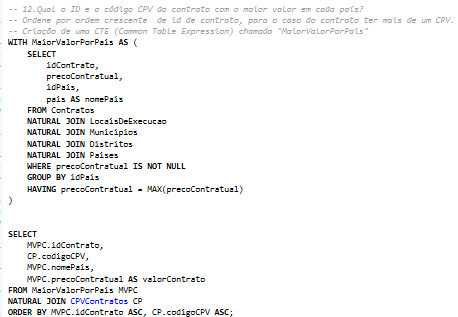 -- 12.Qual o ID e o código CPV do contrato com o maior valor em cada país?
-- Ordene por ordem crescente  de id de contrato, para o caso do contrato ter mais de um CPV.
-- Criação de uma CTE (Common Table Expression) chamada "MaiorValorPorPais"
WITH MaiorValorPorPais AS (
    SELECT
        idContrato,
        precoContratual,
        idPais,
        pais AS nomePais
    FROM Contratos
    NATURAL JOIN LocaisDeExecucao
    NATURAL JOIN Municipios
    NATURAL JOIN Distritos
    NATURAL JOIN Paises
    WHERE precoContratual IS NOT NULL
    GROUP BY idPais
    HAVING precoContratual = MAX(precoContratual)
)
SELECT
    MVPC.idContrato,
    CP.codigoCPV,
    MVPC.nomePais,
    MVPC.precoContratual AS valorContrato
FROM MaiorValorPorPais MVPC
NATURAL JOIN CPVContratos CP
ORDER BY MVPC.idContrato ASC, CP.codigoCPV ASC;